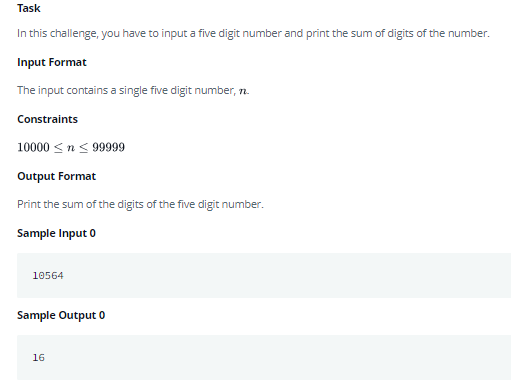 Task
In this challenge, you have to input a five digit number and print the sum of digits of the number.
Input Format
The input contains a single five digit number, n.
Constraints
10000 ≤ n ≤ 99999
Output Format
Print the sum of the digits of the five digit number.
Sample Input 0
10564
Sample Output 0
16